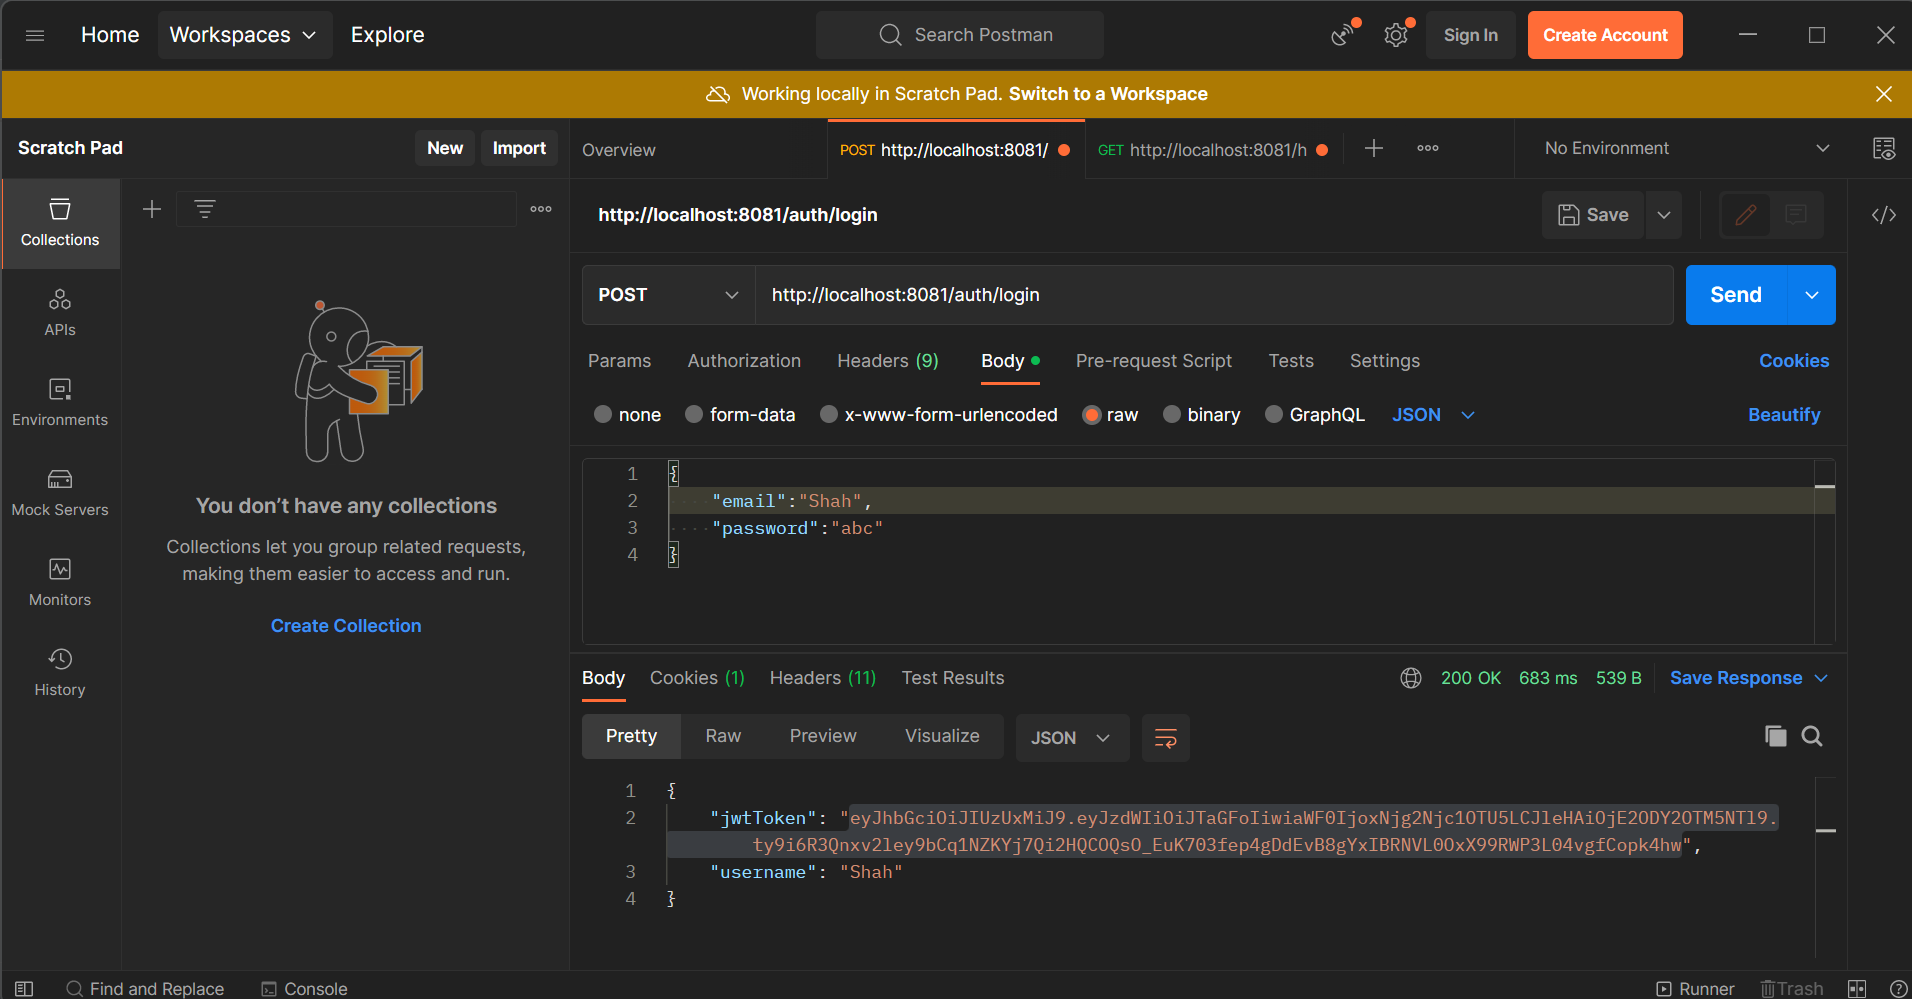 Home
Workspaces
Explore
Search Postman
Sign In
Create Account
Working locally in Scratch Pad. Switch to a Workspace
Scratch Pad
New
Import
Overview
POST http://localhost:8081/
GET http://localhost:8081/h
No Environment
Collections
APIs
Environments
Mock Servers
Monitors
History
You don’t have any collections
Collections let you group related requests,
making them easier to access and run.
Create Collection
http://localhost:8081/auth/login
Save
POST
http://localhost:8081/auth/login
Send
Params
Authorization
Headers (9)
Body
Pre-request Script
Tests
Settings
Cookies
none
form-data
x-www-form-urlencoded
raw
binary
GraphQL
JSON
Beautify
1 {
2 "email":"Shah",
3 "password":"abc"
4 }
Body
Cookies (1)
Headers (11)
Test Results
200 OK
683 ms
539 B
Save Response
Pretty
Raw
Preview
Visualize
JSON
1 {
2 "jwtToken": "eyJhbGciOiJIUzUxMiJ9.eyJzdWIiOiJTaGFoIiwiaWF0IjoxNjg2Njc1OTU5LCJleHAiOjE2ODY2OTM5NTl9.
ty9i6R3Qnxv2ley9bCq1NZKYj7Qi2HQCOQsO_EuK703fep4gDdEvB8gYxIBRNVL0OxX99RWP3L04vgfCopk4hw",
3 "username": "Shah"
4 }
Find and Replace
Console
Runner
Trash